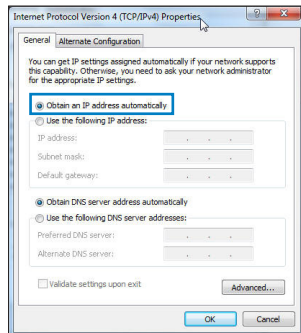 Internet Protocol Version 4 (TCP/IPv4) Properties
General
Alternate Configuration
You can get IP settings assigned automatically if your network supports
this capability. Otherwise, you need to ask your network administrator
for the appropriate IP settings.
Obtain an IP address automatically
Use the following IP address:
IP address:
Subnet mask:
Default gateway:
Obtain DNS server address automatically
Use the following DNS server addresses:
Preferred DNS server:
Alternate DNS server:
Validate settings upon exit
Advanced...
OK
Cancel